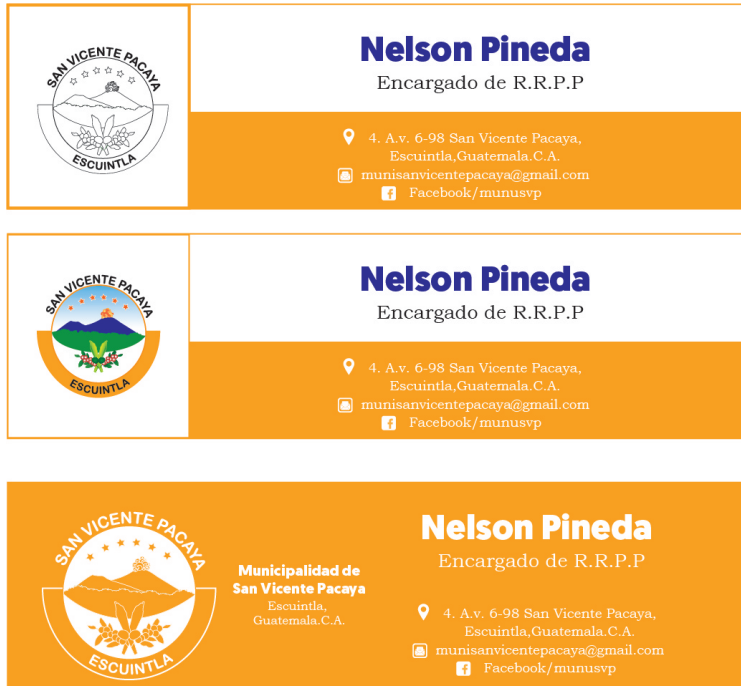 SAN VICENTE PACAYA
ESCUINTLA
Nelson Pineda
Encargado de R.R.P.P
4. A.v. 6-98 San Vicente Pacaya,
Escuintla,Guatemala.C.A.
munisanvicentepacaya@gmail.com
Facebook/munusvp
SAN VICENTE PACAYA
ESCUINTLA
Nelson Pineda
Encargado de R.R.P.P
4. A.v. 6-98 San Vicente Pacaya,
Escuintla,Guatemala.C.A.
munisanvicentepacaya@gmail.com
Facebook/munusvp
SAN VICENTE PACAYA
ESCUINTLA
Municipalidad de
San Vicente Pacaya
Escuintla,
Guatemala.C.A.
Nelson Pineda
Encargado de R.R.P.P
4. A.v. 6-98 San Vicente Pacaya,
Escuintla,Guatemala.C.A.
munisanvicentepacaya@gmail.com
Facebook/munusvp